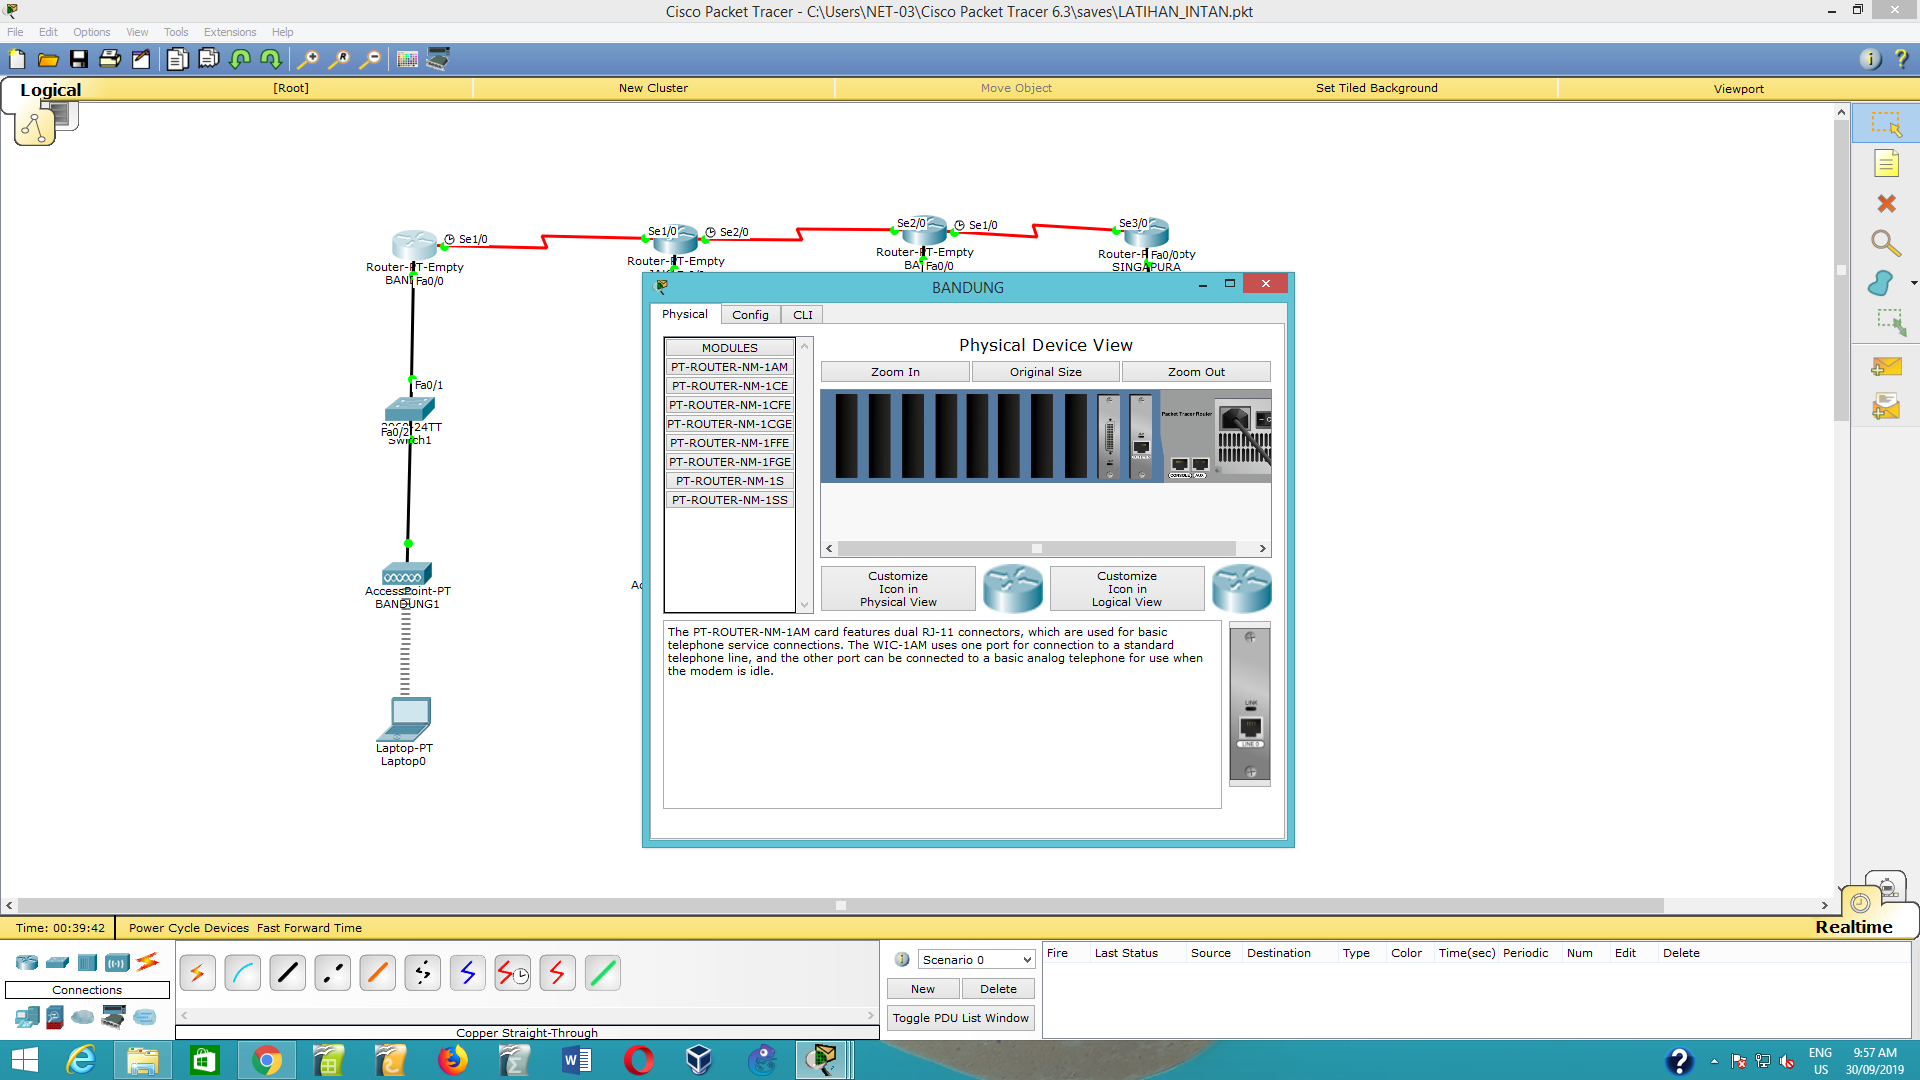 Cisco Packet Tracer - C:\Users\NET-03\Cisco Packet Tracer 6.3\saves\LATIHAN_INTAN.pkt
File Edit Options View Tools Extensions Help
Logical [Root] New Cluster Move Object Set Tiled Background Viewport
Se1/0 Se1/0 Se2/0 Se2/0 Se1/0 Se3/0
Router-PT-Empty
Fa0/0
Router-PT-Empty
Router-PT-Empty
Fa0/0
Fa0/0
SINGAPURA
Fa0/1
Fa0/2
Switch1
AccessPoint-PT
BANDUNG1
Laptop-PT
Laptop0
BANDUNG
Physical Config CLI
MODULES
PT-ROUTER-NM-1AM
PT-ROUTER-NM-1CE
PT-ROUTER-NM-1CFE
PT-ROUTER-NM-1CGE
PT-ROUTER-NM-1FFE
PT-ROUTER-NM-1FGE
PT-ROUTER-NM-1S
PT-ROUTER-NM-1SS
Physical Device View
Zoom In Original Size Zoom Out
Packet Tracer Router
CONSOLE AUX
Customize
Icon in
Physical View
Customize
Icon in
Logical View
The PT-ROUTER-NM-1AM card features dual RJ-11 connectors, which are used for basic
telephone service connections. The WIC-1AM uses one port for connection to a standard
telephone line, and the other port can be connected to a basic analog telephone for use when
the modem is idle.
LINK
LINE 0
Time: 00:39:42 Power Cycle Devices Fast Forward Time
Realtime
Connections
Copper Straight-Through
Scenario 0
New Delete
Toggle PDU List Window
Fire Last Status Source Destination Type Color Time(sec) Periodic Num Edit Delete
ENG
US
9:57 AM
30/09/2019